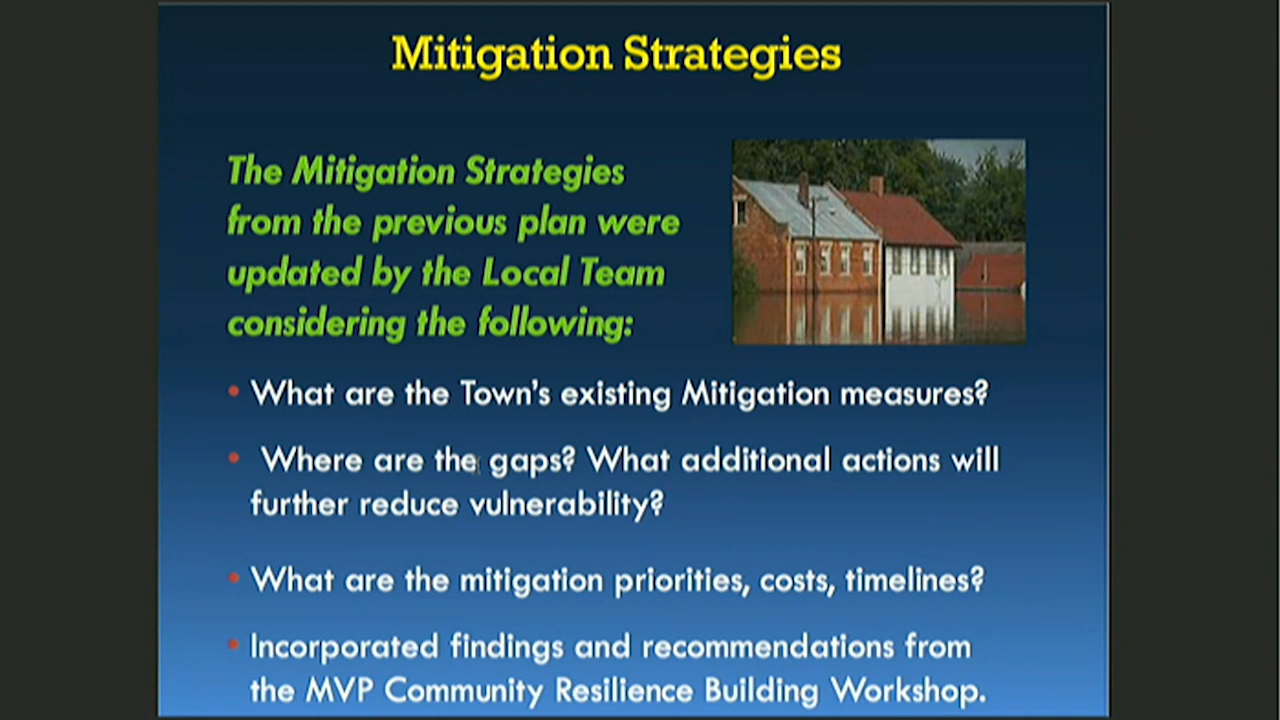 Mitigation Strategies
The Mitigation Strategies
from the previous plan were
updated by the Local Team
considering the following:
• What are the Town's existing Mitigation measures?
• Where are the gaps? What additional actions will
further reduce vulnerability?
• What are the mitigation priorities, costs, timelines?
• Incorporated findings and recommendations from
the MVP Community Resilience Building Workshop.